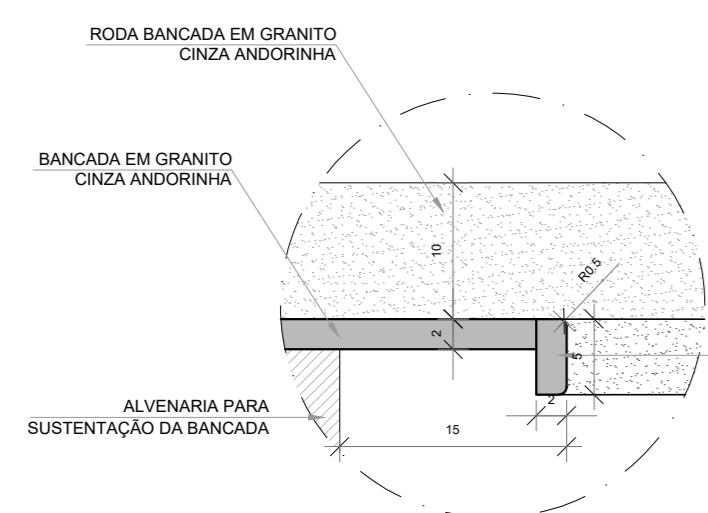 RODA BANCADA EM GRANITO
CINZA ANDORINHA
BANCADA EM GRANITO
CINZA ANDORINHA
10
R0.5
2
5
2
ALVENARIA PARA
SUSTENTAÇÃO DA BANCADA
15